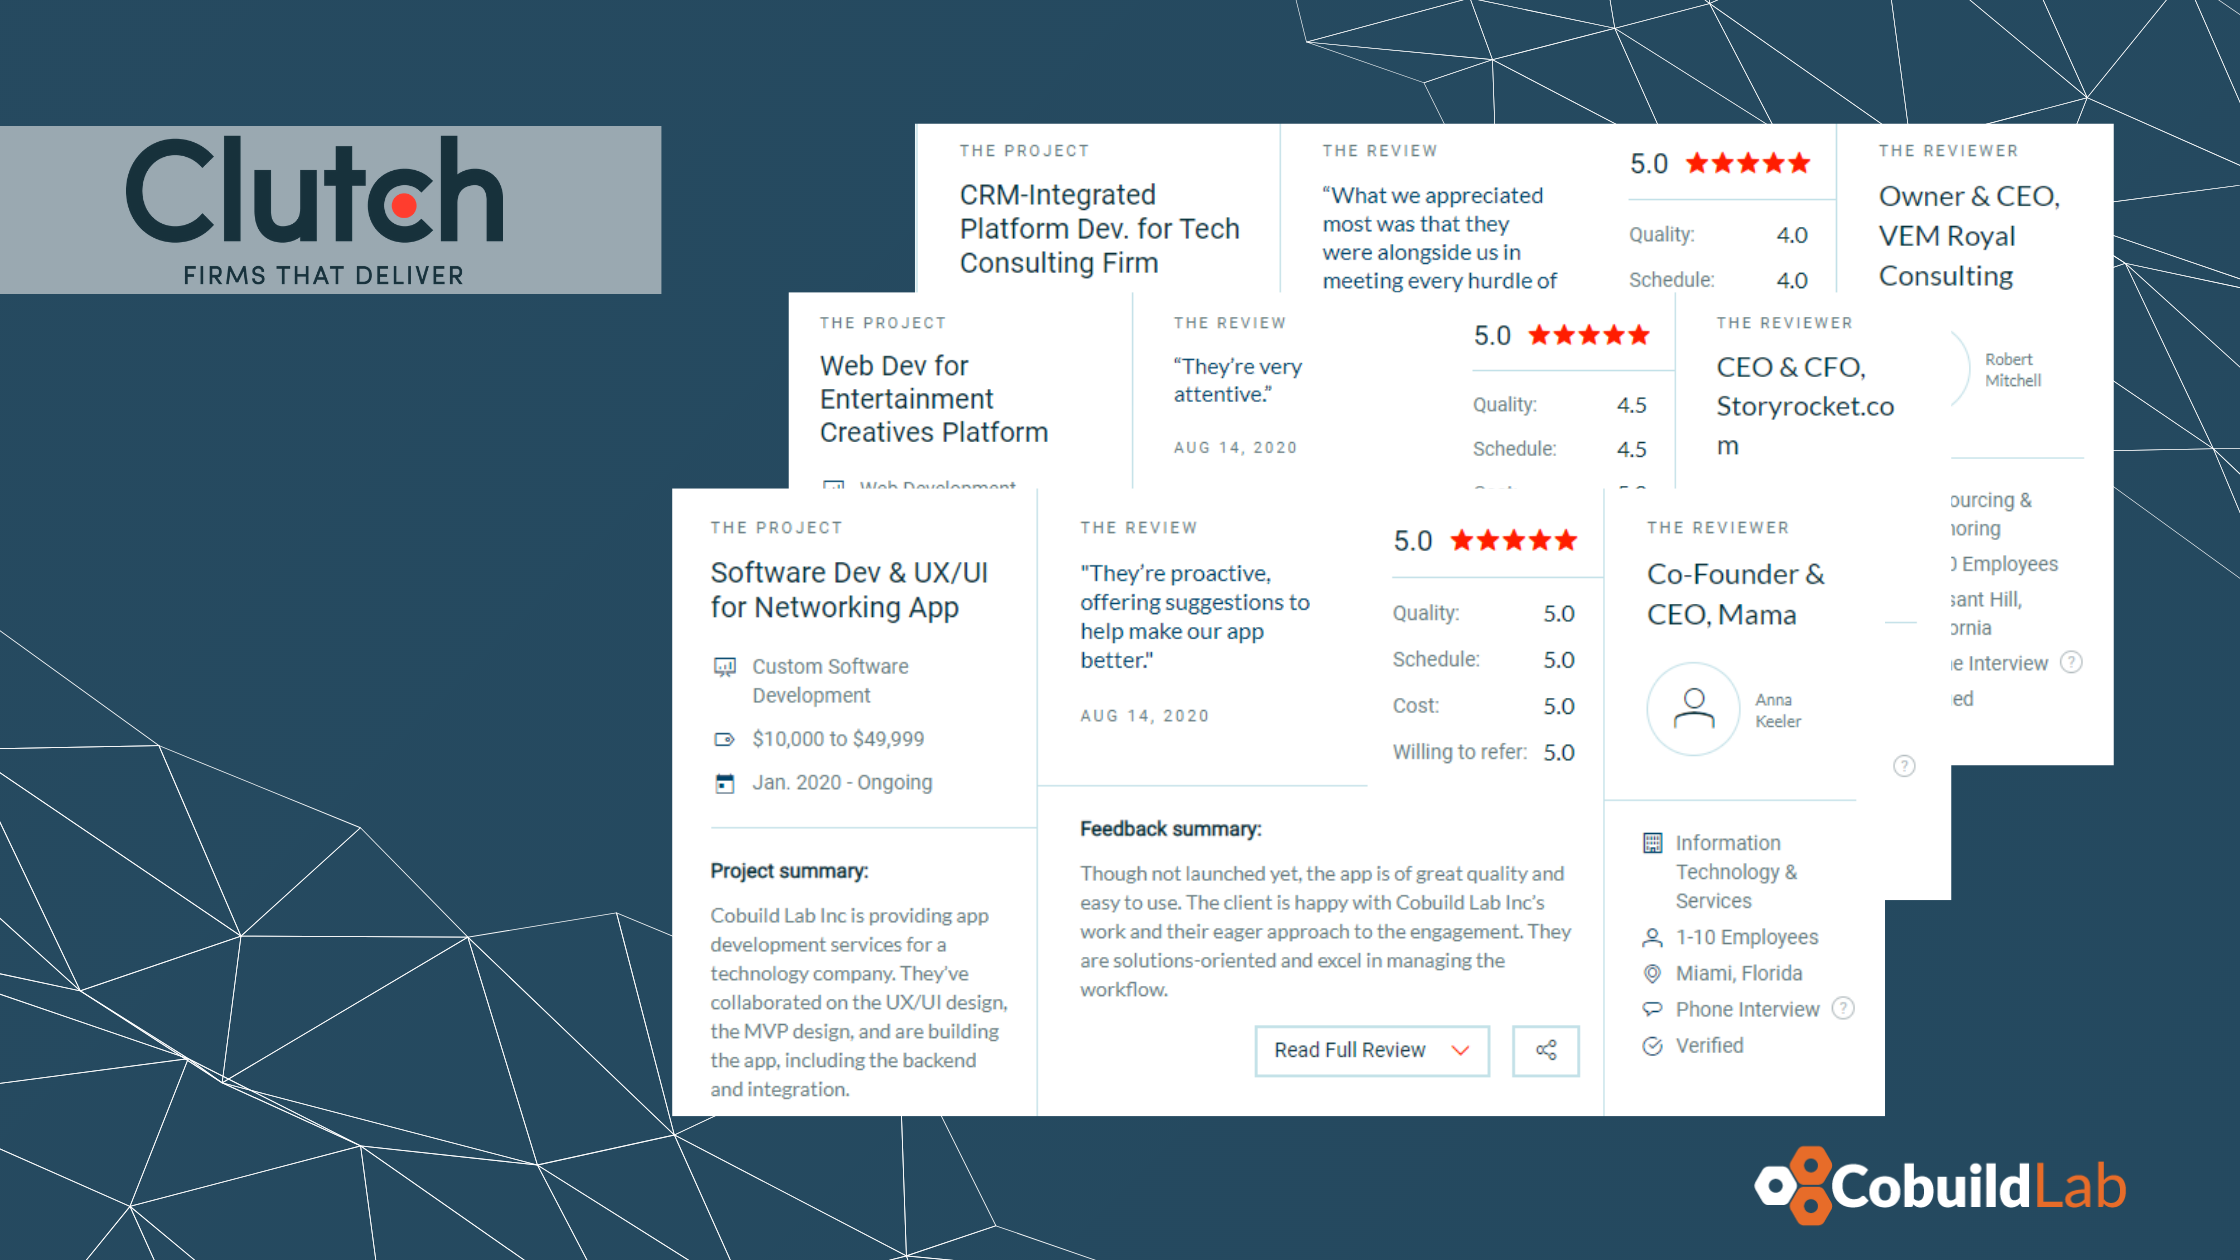 Clutch
FIRMS THAT DELIVER
THE PROJECT
CRM-Integrated
Platform Dev. for Tech
Consulting Firm
THE REVIEW
“What we appreciated
most was that they
were alongside us in
meeting every hurdle of
5.0
Quality: 4.0
Schedule: 4.0
THE REVIEWER
Owner & CEO,
VEM Royal
Consulting
Robert
Mitchell
ourcing &
horing
0 Employees
sant Hill,
ornia
e Interview ?
ed
THE PROJECT
Web Dev for
Entertainment
Creatives Platform
Web Development
THE REVIEW
“They’re very
attentive.”
AUG 14, 2020
5.0
Quality: 4.5
Schedule: 4.5
THE REVIEWER
CEO & CFO,
Storyrocket.co
m
?
THE PROJECT
Software Dev & UX/UI
for Networking App
Custom Software
Development
$10,000 to $49,999
Jan. 2020 - Ongoing
Project summary:
Cobuild Lab Inc is providing app
development services for a
technology company. They’ve
collaborated on the UX/UI design,
the MVP design, and are building
the app, including the backend
and integration.
THE REVIEW
"They’re proactive,
offering suggestions to
help make our app
better."
AUG 14, 2020
5.0
Quality: 5.0
Schedule: 5.0
Cost: 5.0
Willing to refer: 5.0
Feedback summary:
Though not launched yet, the app is of great quality and
easy to use. The client is happy with Cobuild Lab Inc’s
work and their eager approach to the engagement. They
are solutions-oriented and excel in managing the
workflow.
Read Full Review
THE REVIEWER
Co-Founder &
CEO, Mama
Anna
Keeler
Information
Technology &
Services
1-10 Employees
Miami, Florida
Phone Interview ?
Verified
CobuildLab